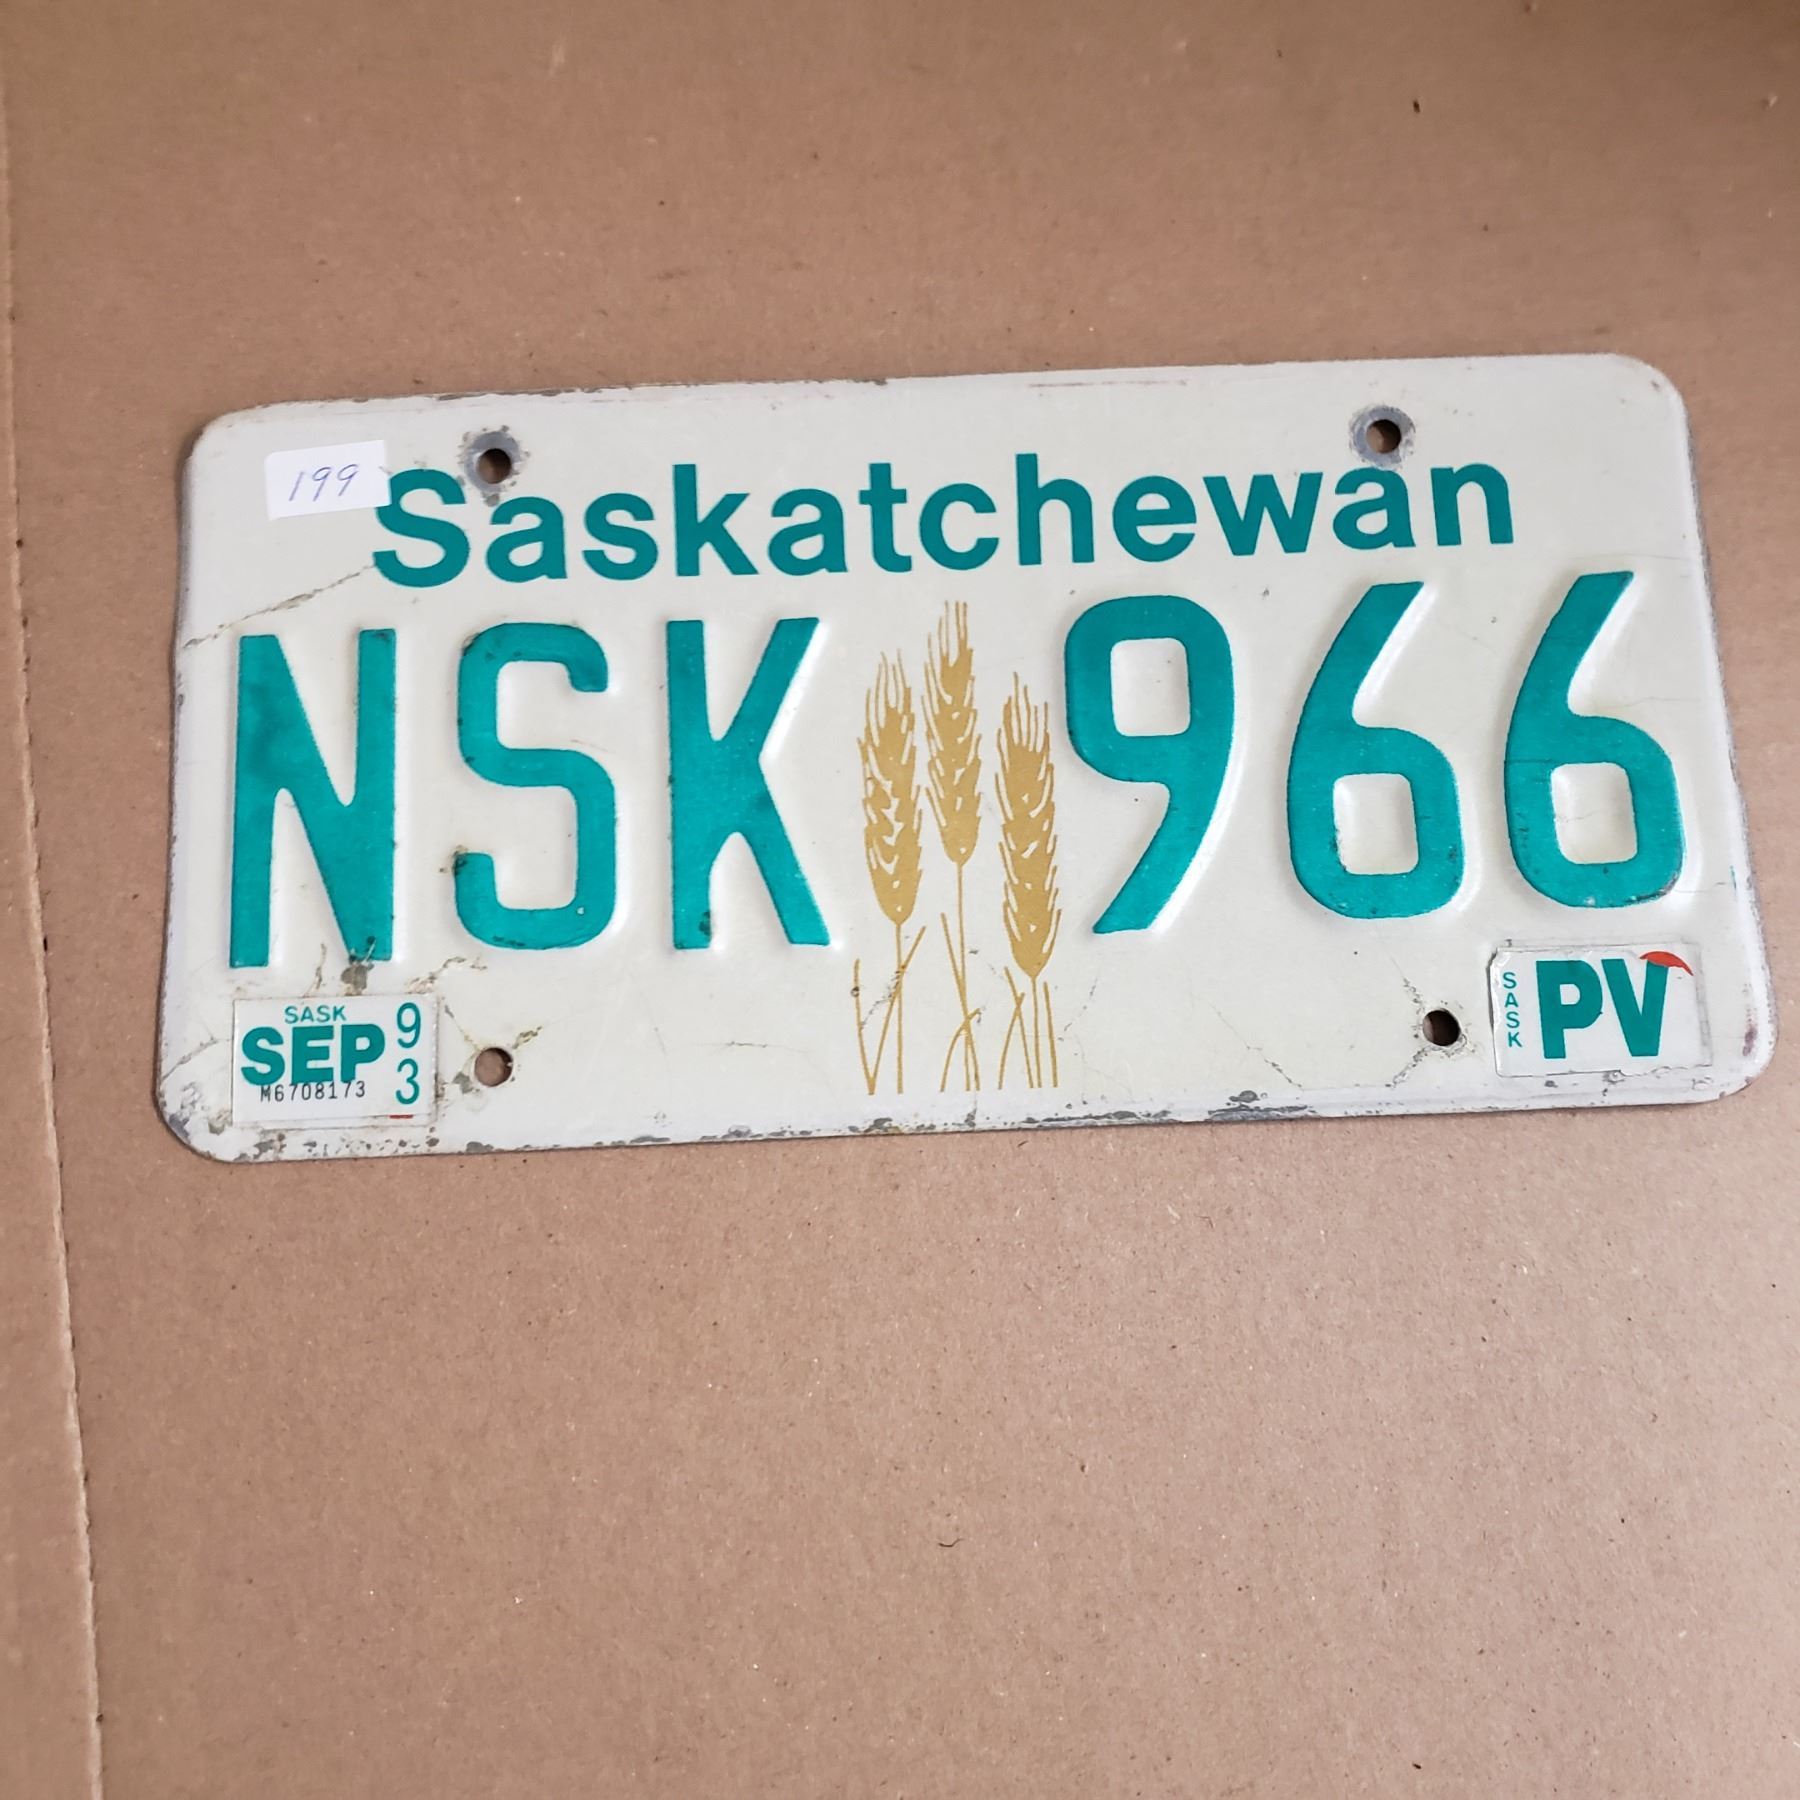 199
Saskatchewan
NSK 966
SASK
SEP 93
M6708173
SASK
PV